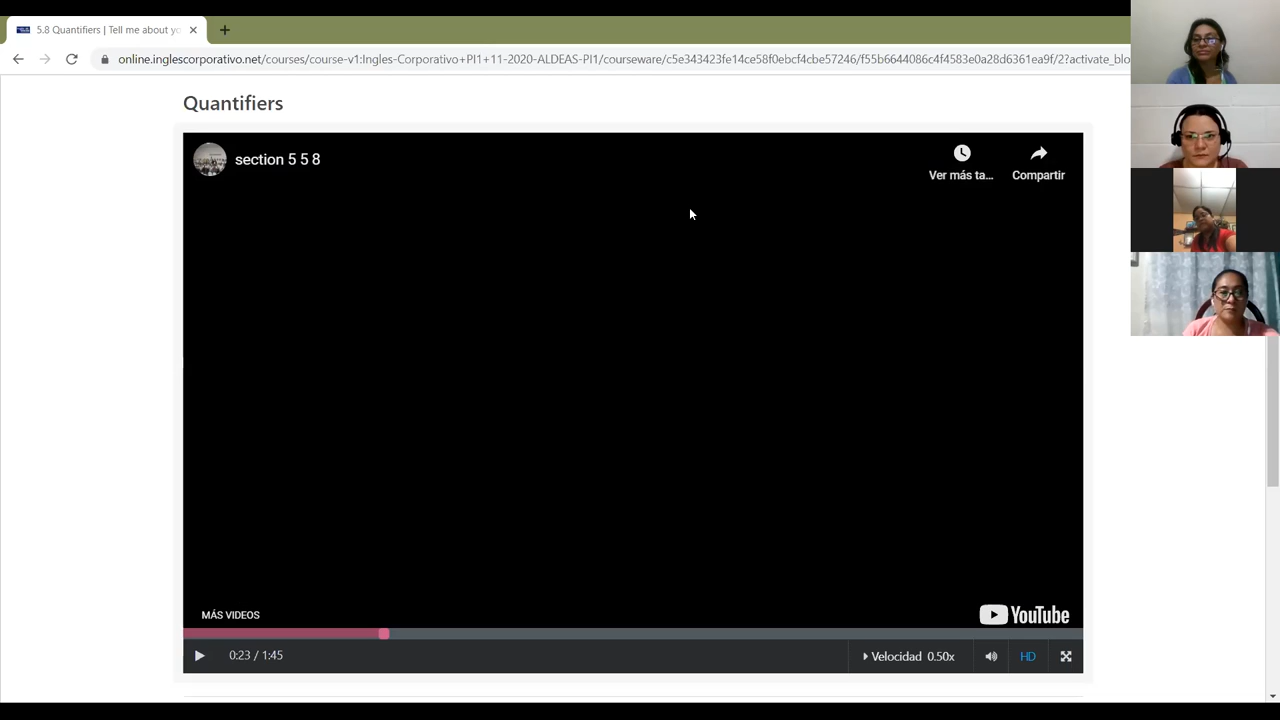 5.8 Quantifiers | Tell me about yo
online.inglescorporativo.net/courses/course-v1:Ingles-Corporativo+PI1+11-2020-ALDEAS-PI1/courseware/c5e343423fe14ce58f0ebcf4cbe57246/f55b6644086c4f4583e0a28d6361ea9f/2?activate_blo
Quantifiers
section 5 5 8
Ver más ta...
Compartir
MÁS VIDEOS
YouTube
0:23 / 1:45
Velocidad 0.50x
HD